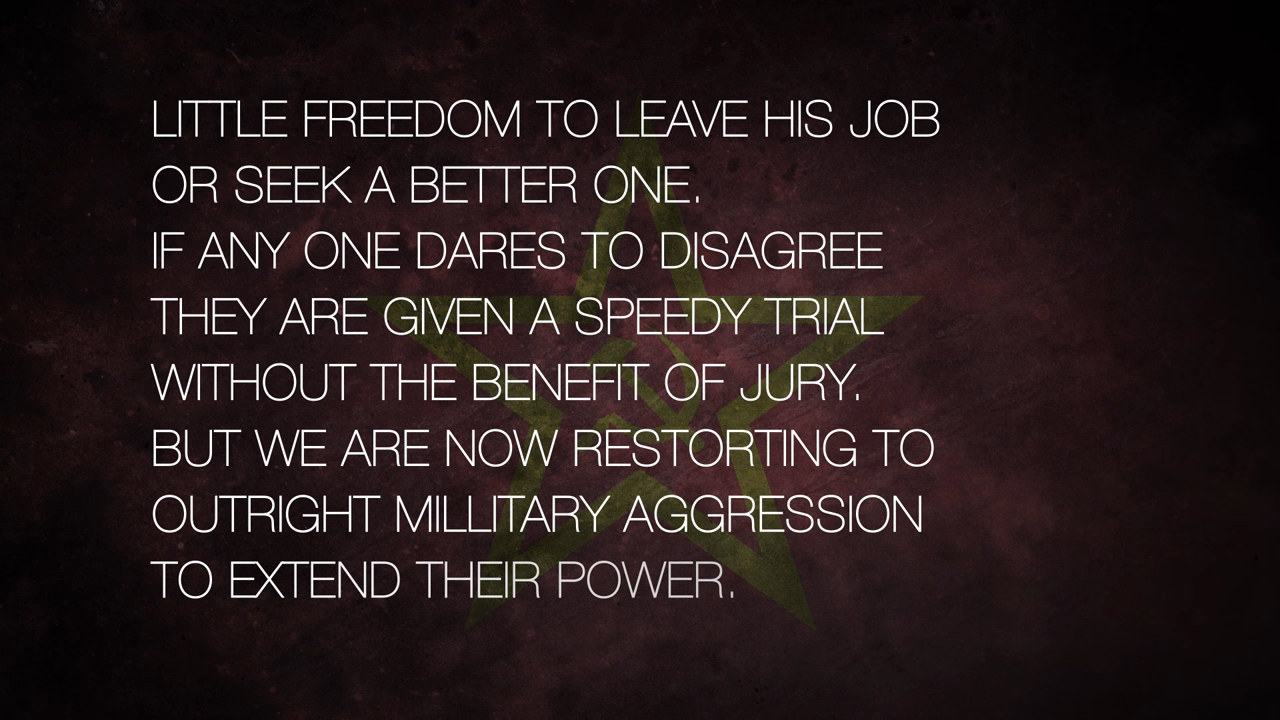 LITTLE FREEDOM TO LEAVE HIS JOB
OR SEEK A BETTER ONE.
IF ANY ONE DARES TO DISAGREE
THEY ARE GIVEN A SPEEDY TRIAL
WITHOUT THE BENEFIT OF JURY.
BUT WE ARE NOW RESTORTING TO
OUTRIGHT MILLITARY AGGRESSION
TO EXTEND THEIR POWER.